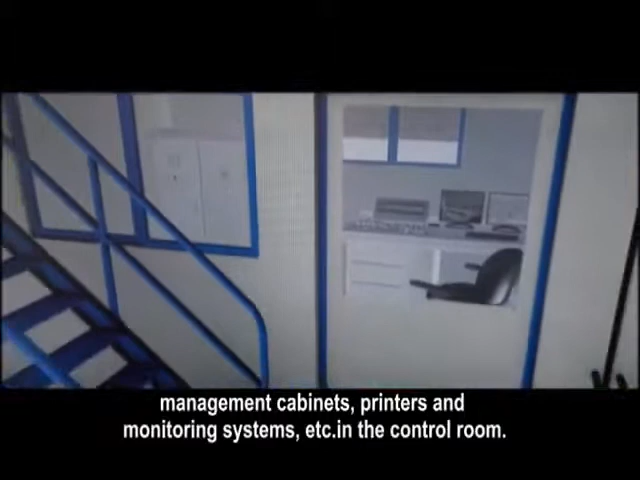 management cabinets, printers and
monitoring systems, etc.in the control room.